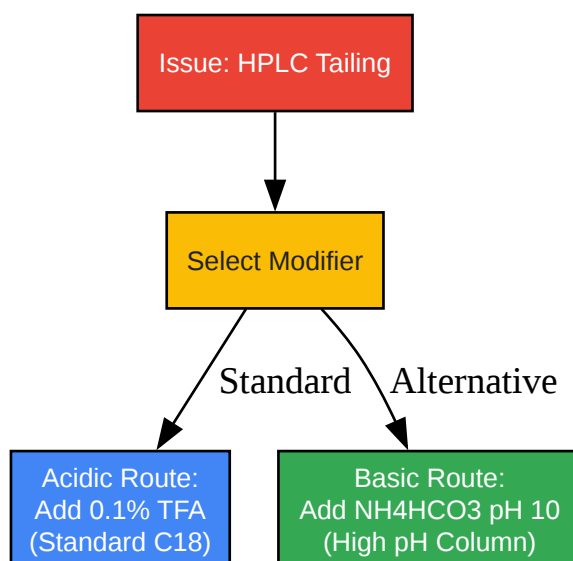 Issue: HPLC Tailing
Select Modifier
Standard
Alternative
Acidic Route:
Add 0.1% TFA
(Standard C18)
Basic Route:
Add NH4HCO3 pH 10
(High pH Column)